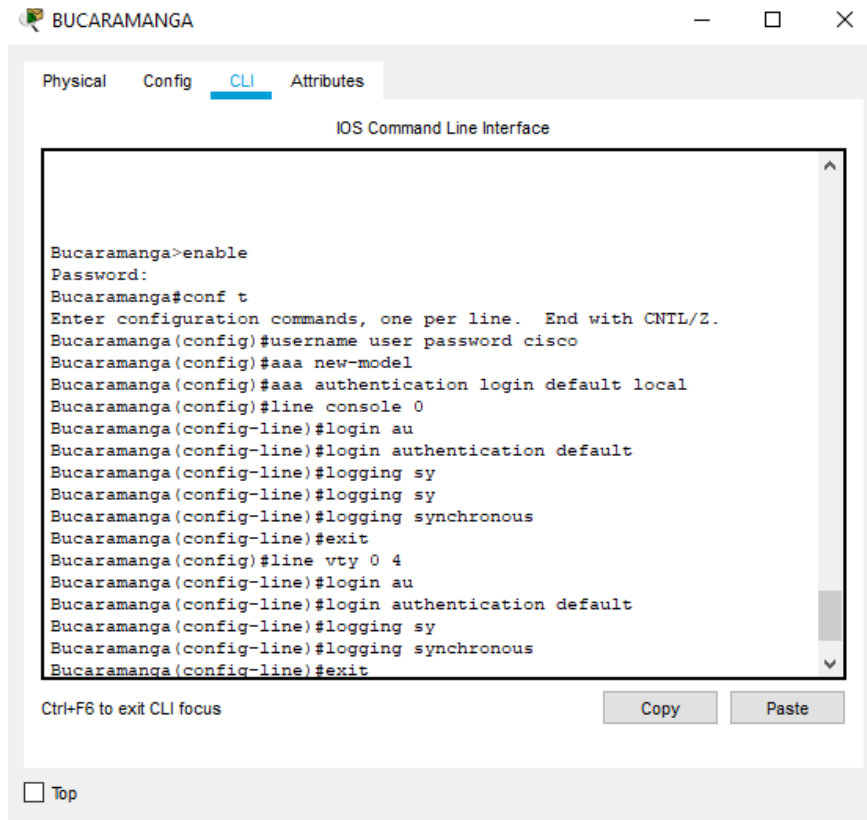 BUCARAMANGA
Physical Config CLI Attributes
IOS Command Line Interface
Bucaramanga>enable
Password:
Bucaramanga#conf t
Enter configuration commands, one per line.  End with CNTL/Z.
Bucaramanga(config)#username user password cisco
Bucaramanga(config)#aaa new-model
Bucaramanga(config)#aaa authentication login default local
Bucaramanga(config)#line console 0
Bucaramanga(config-line)#login au
Bucaramanga(config-line)#login authentication default
Bucaramanga(config-line)#logging sy
Bucaramanga(config-line)#logging sy
Bucaramanga(config-line)#logging synchronous
Bucaramanga(config-line)#exit
Bucaramanga(config)#line vty 0 4
Bucaramanga(config-line)#login au
Bucaramanga(config-line)#login authentication default
Bucaramanga(config-line)#logging sy
Bucaramanga(config-line)#logging synchronous
Bucaramanga(config-line)#exit
Ctrl+F6 to exit CLI focus Copy Paste
Top